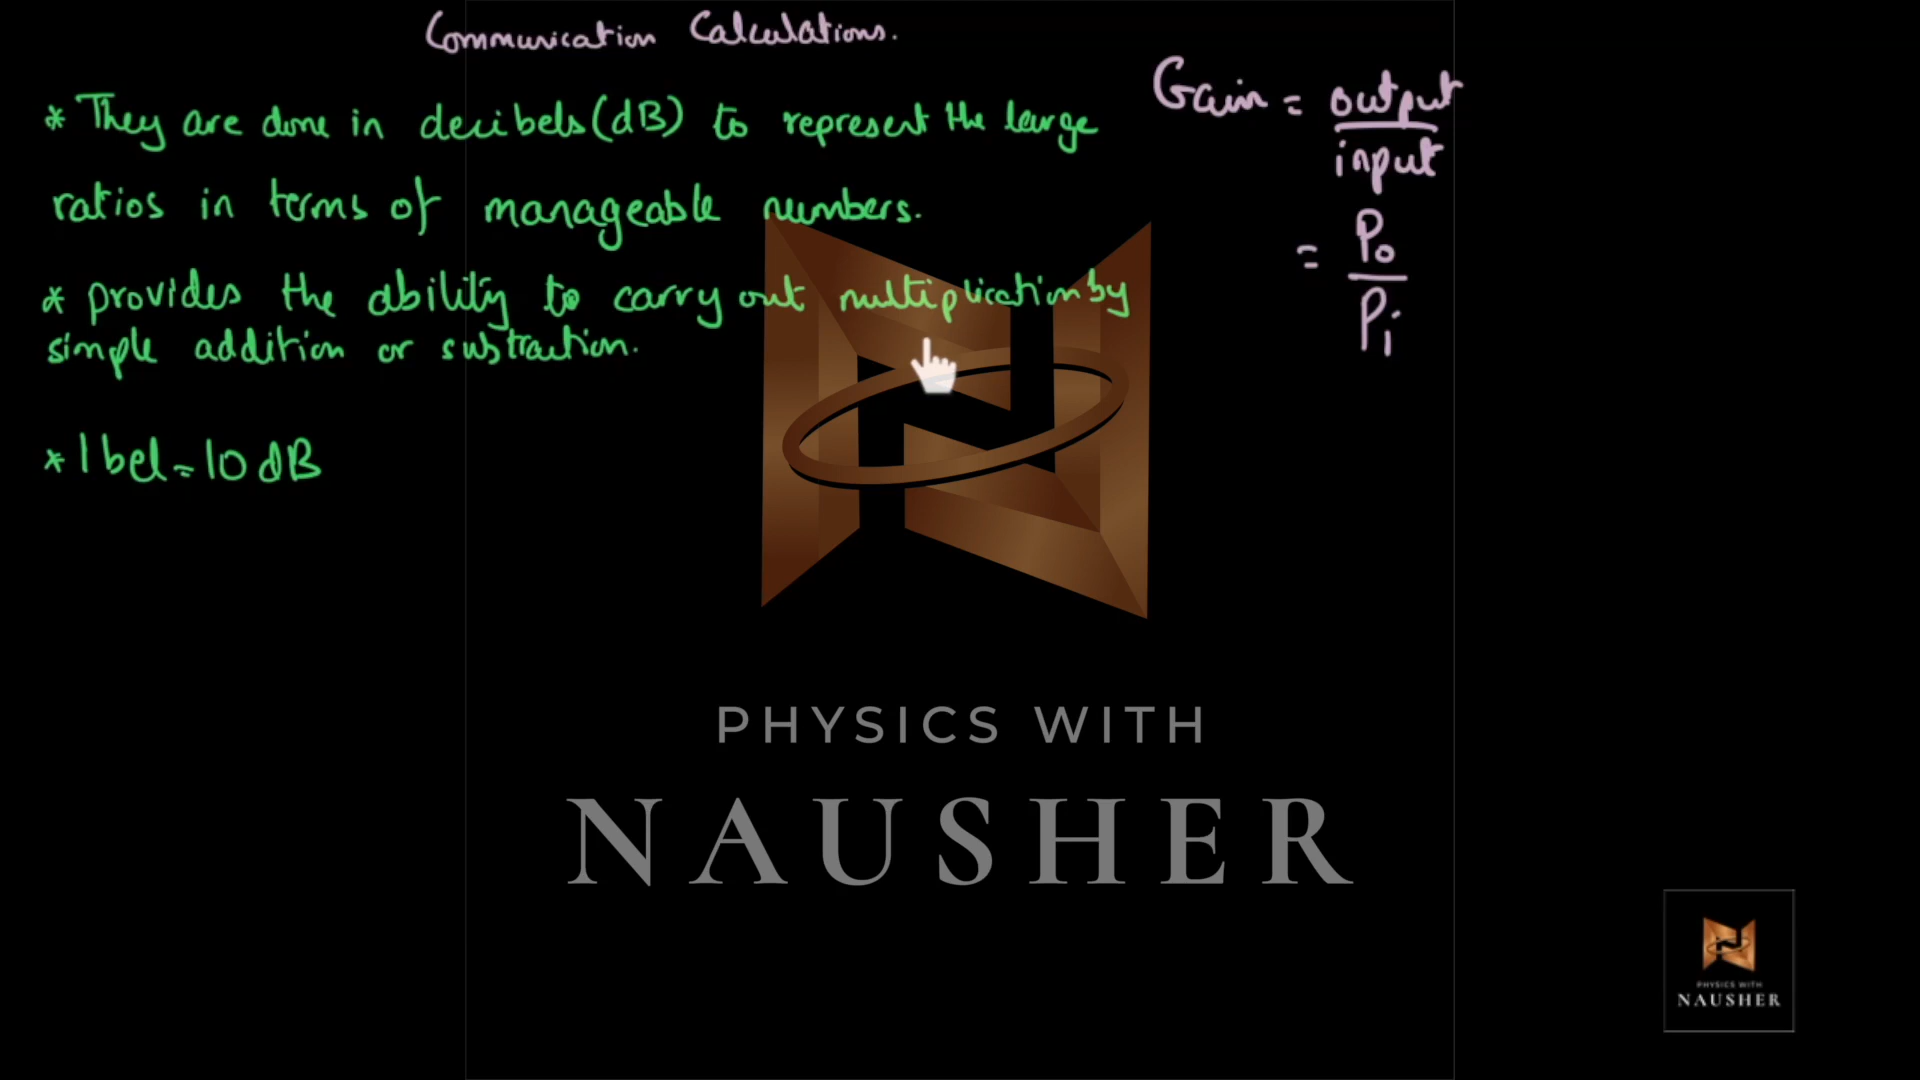 Communication Calculations.
* They are done in decibels (dB) to represent the large
ratios in terms of manageable numbers.
* provides the ability to carry out multiplication by
simple addition or subtraction.
* 1 bel = 10 dB
Gain = output
input
= Po
Pi
PHYSICS WITH
NAUSHER
PHYSICS WITH
NAUSHER